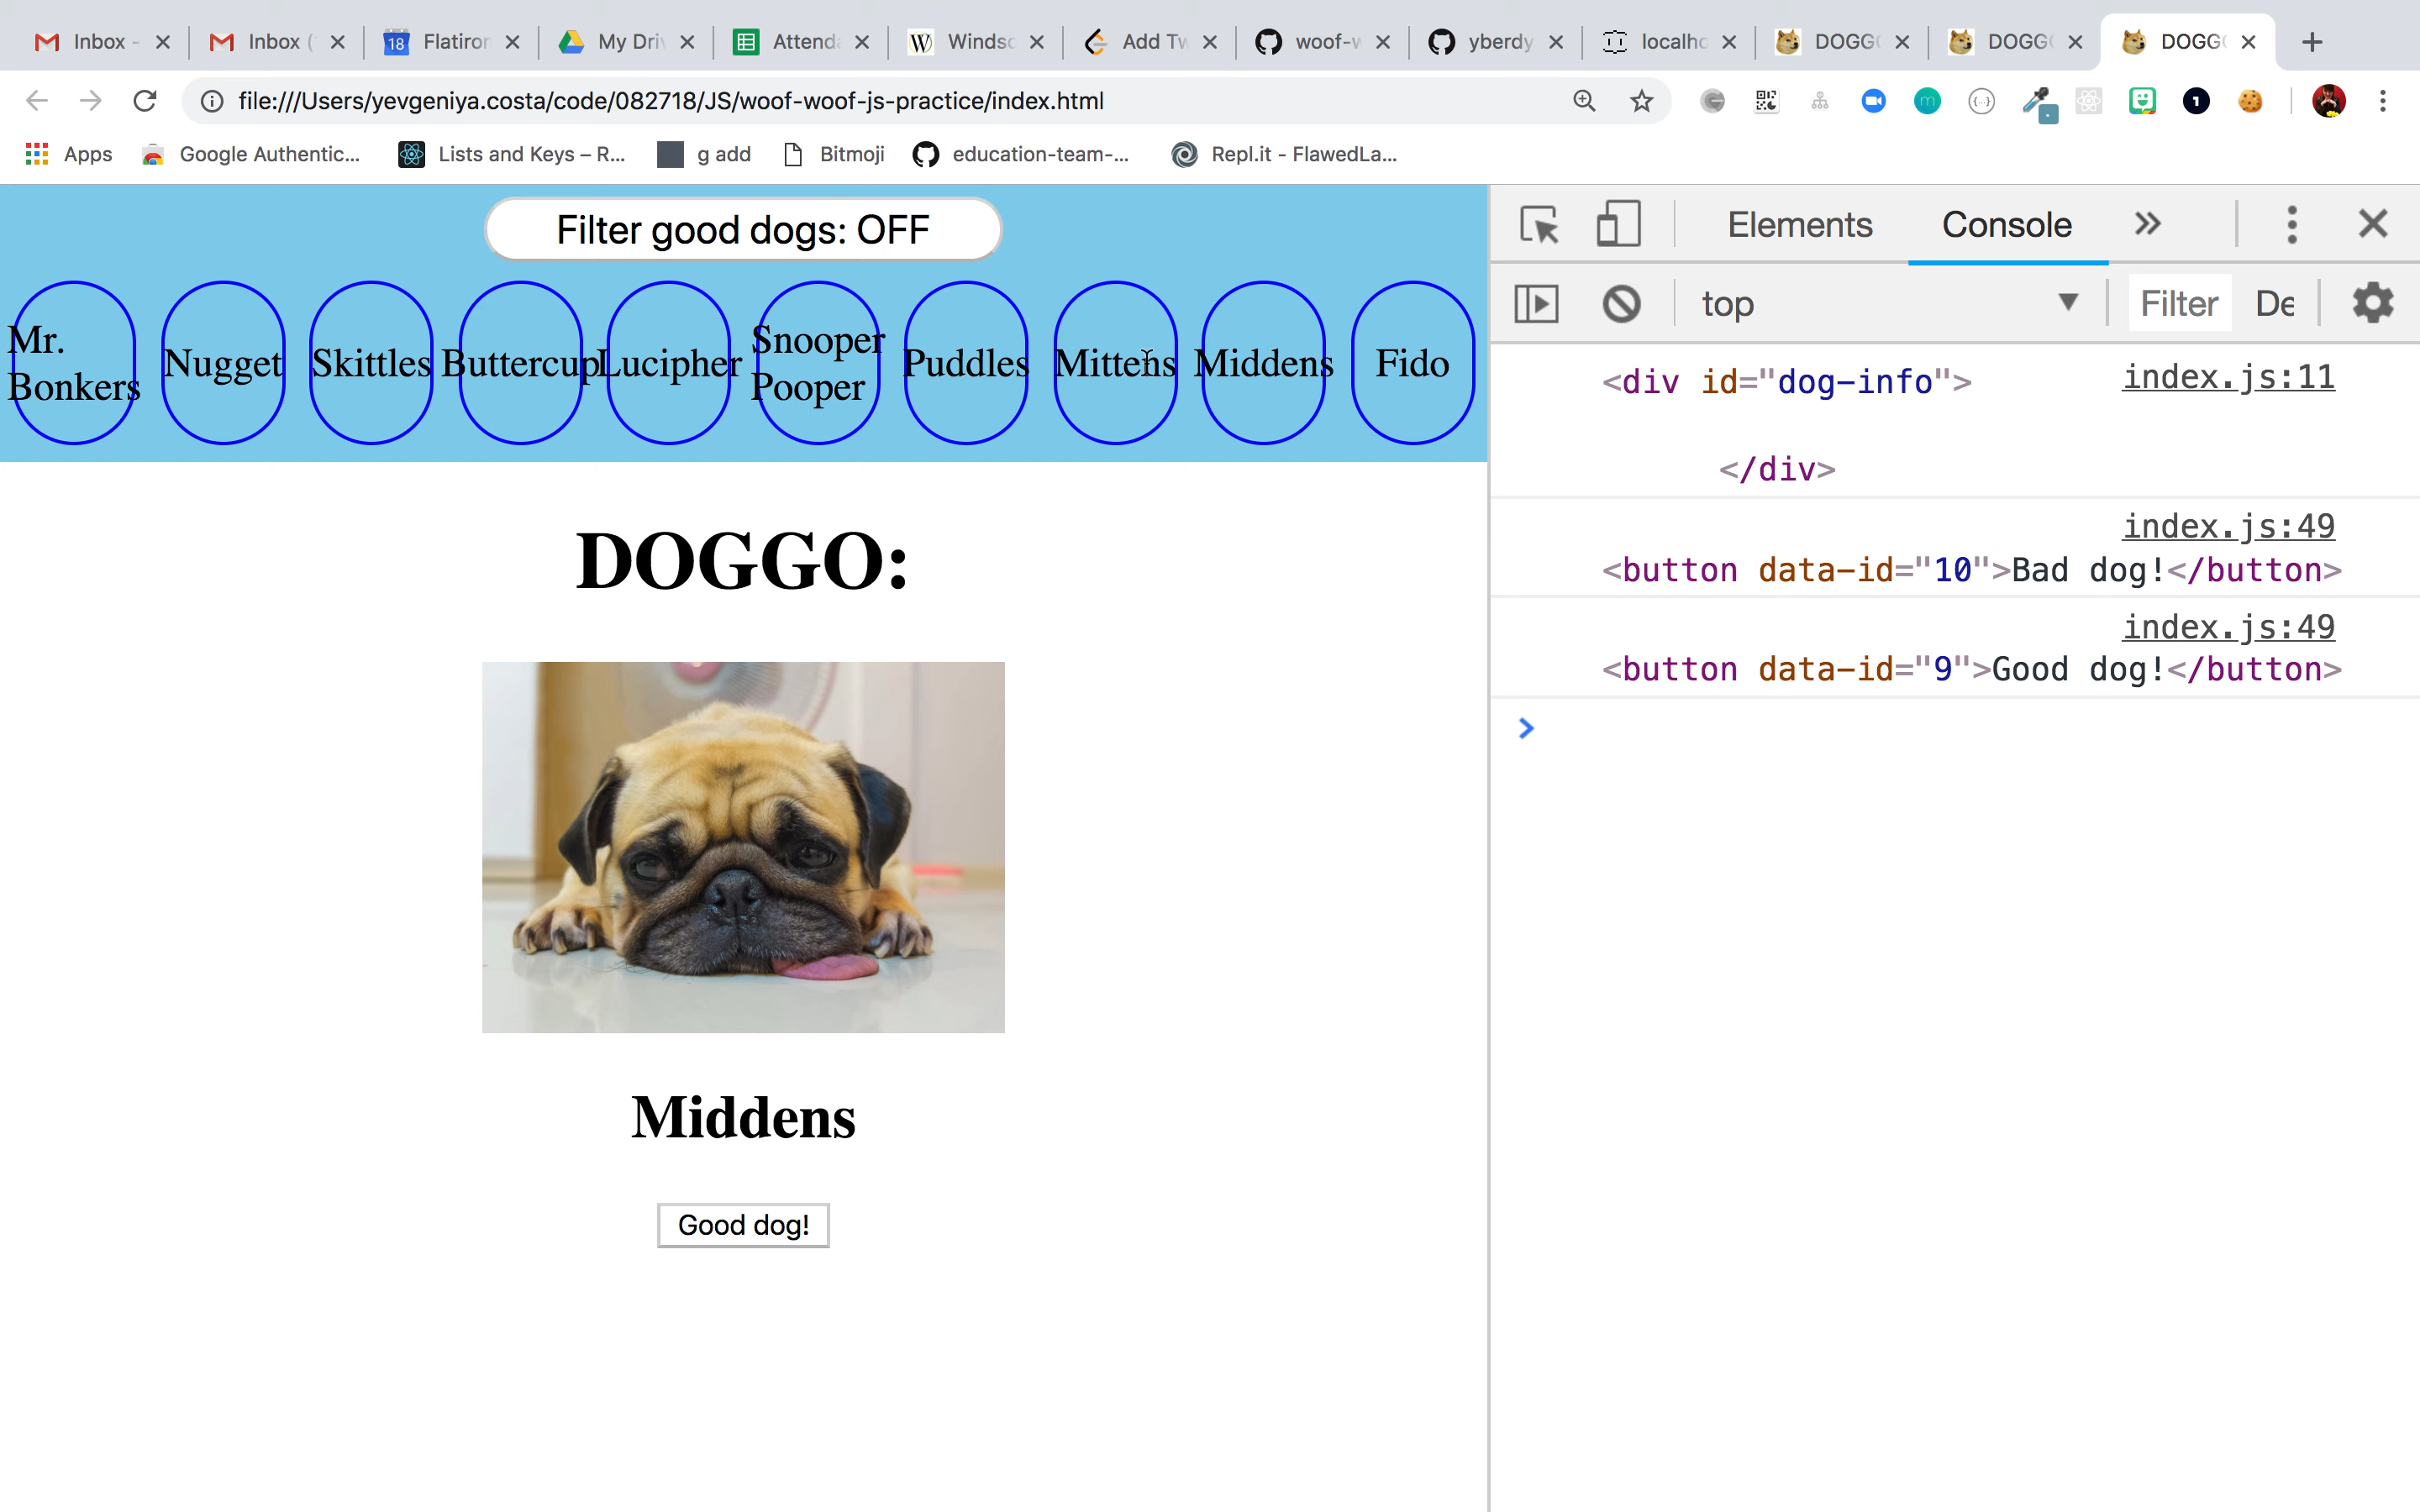 Inbox - Inbox ( 18 Flatiron My Dri Attend Windso Add Tw woof-w yberdy localho DOGG DOGG DOGG
file:///Users/yevgeniya.costa/code/082718/JS/woof-woof-js-practice/index.html
Apps Google Authentic... Lists and Keys – R... g add Bitmoji education-team-... Repl.it - FlawedLa...
Filter good dogs: OFF
Mr. Bonkers
Nugget
Skittles
Buttercup
Lucipher
Snooper Pooper
Puddles
Mittens
Middens
Fido
DOGGO:
Middens
Good dog!
Elements Console »
top Filter De
<div id="dog-info"> index.js:11
</div>
index.js:49
<button data-id="10">Bad dog!</button>
index.js:49
<button data-id="9">Good dog!</button>